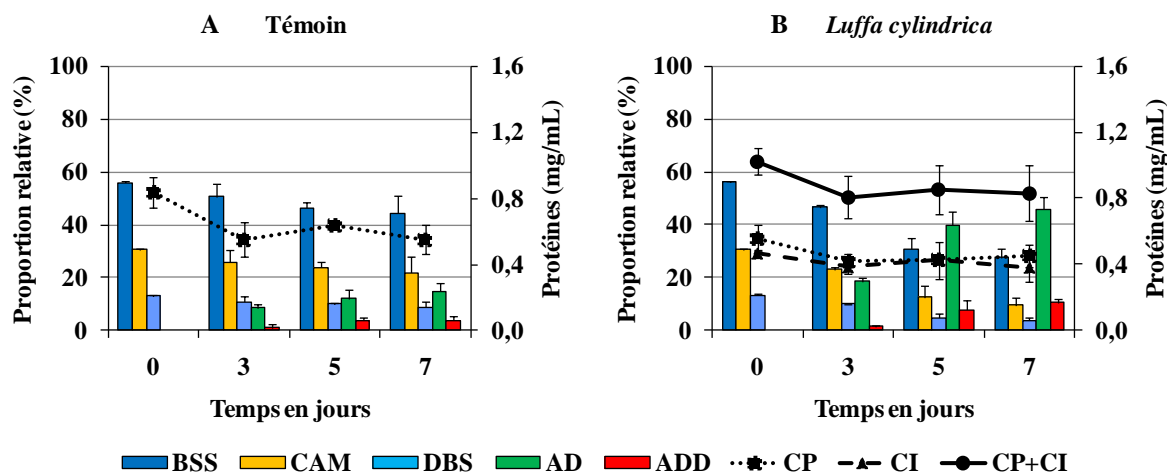 A Témoin
B Luffa cylindrica
Proportion relative (%)
100
80
60
40
20
0
1,6
1,2
0,8
0,4
0,0
Protéines (mg/mL)
0 3 5 7
Temps en jours
Proportion relative (%)
100
80
60
40
20
0
1,6
1,2
0,8
0,4
0,0
Protéines (mg/mL)
0 3 5 7
Temps en jours
BSS CAM DBS AD ADD CP CI CP+CI